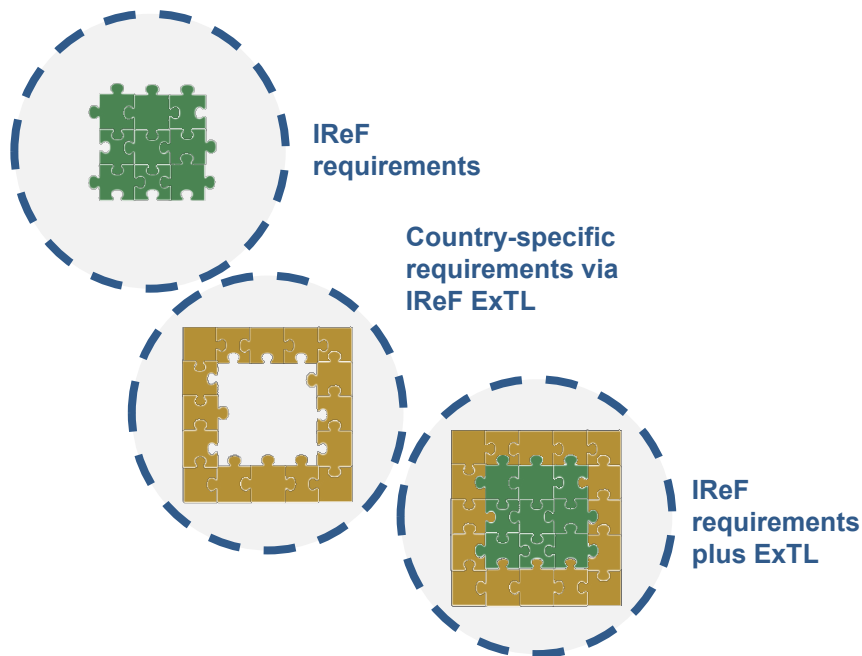 IReF
requirements
Country-specific
requirements via
IReF ExTL
IReF
requirements
plus ExTL